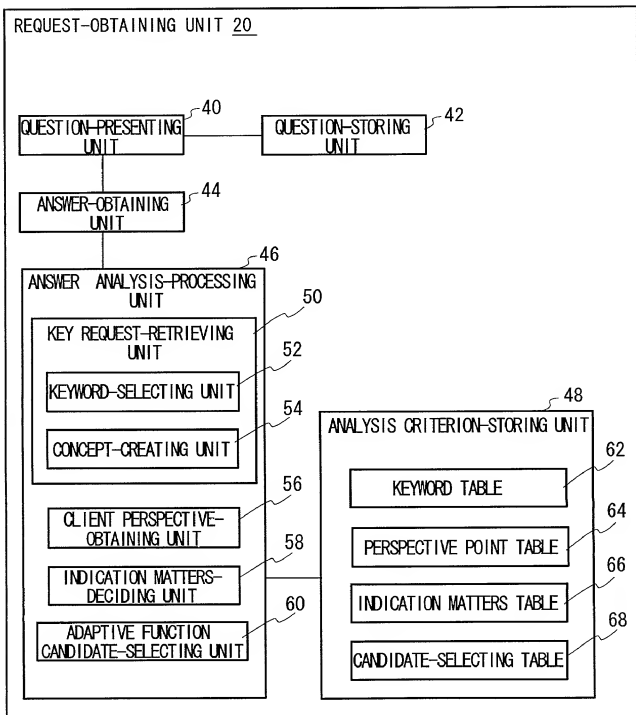 REQUEST-OBTAINING UNIT 20
40
QUESTION-PRESENTING
UNIT
42
QUESTION-STORING
UNIT
44
ANSWER-OBTAINING
UNIT
46
ANSWER ANALYSIS-PROCESSING
UNIT
50
KEY REQUEST-RETRIEVING
UNIT
52
KEYWORD-SELECTING UNIT
54
CONCEPT-CREATING UNIT
56
CLIENT PERSPECTIVE-
OBTAINING UNIT
58
INDICATION MATTERS-
DECIDING UNIT
60
ADAPTIVE FUNCTION
CANDIDATE-SELECTING UNIT
48
ANALYSIS CRITERION-STORING UNIT
62
KEYWORD TABLE
64
PERSPECTIVE POINT TABLE
66
INDICATION MATTERS TABLE
68
CANDIDATE-SELECTING TABLE